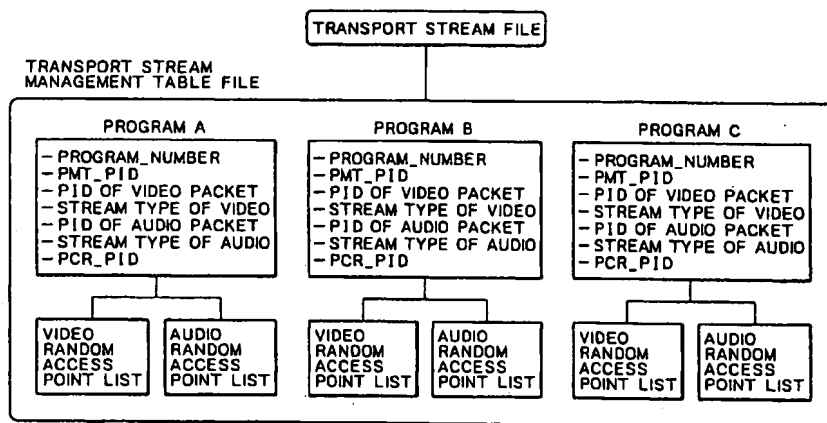 TRANSPORT STREAM FILE
TRANSPORT STREAM
MANAGEMENT TABLE FILE
PROGRAM A
- PROGRAM_NUMBER
- PMT_PID
- PID OF VIDEO PACKET
- STREAM TYPE OF VIDEO
- PID OF AUDIO PACKET
- STREAM TYPE OF AUDIO
- PCR_PID
VIDEO
RANDOM
ACCESS
POINT LIST
AUDIO
RANDOM
ACCESS
POINT LIST
PROGRAM B
- PROGRAM_NUMBER
- PMT_PID
- PID OF VIDEO PACKET
- STREAM TYPE OF VIDEO
- PID OF AUDIO PACKET
- STREAM TYPE OF AUDIO
- PCR_PID
VIDEO
RANDOM
ACCESS
POINT LIST
AUDIO
RANDOM
ACCESS
POINT LIST
PROGRAM C
- PROGRAM_NUMBER
- PMT_PID
- PID OF VIDEO PACKET
- STREAM TYPE OF VIDEO
- PID OF AUDIO PACKET
- STREAM TYPE OF AUDIO
- PCR_PID
VIDEO
RANDOM
ACCESS
POINT LIST
AUDIO
RANDOM
ACCESS
POINT LIST